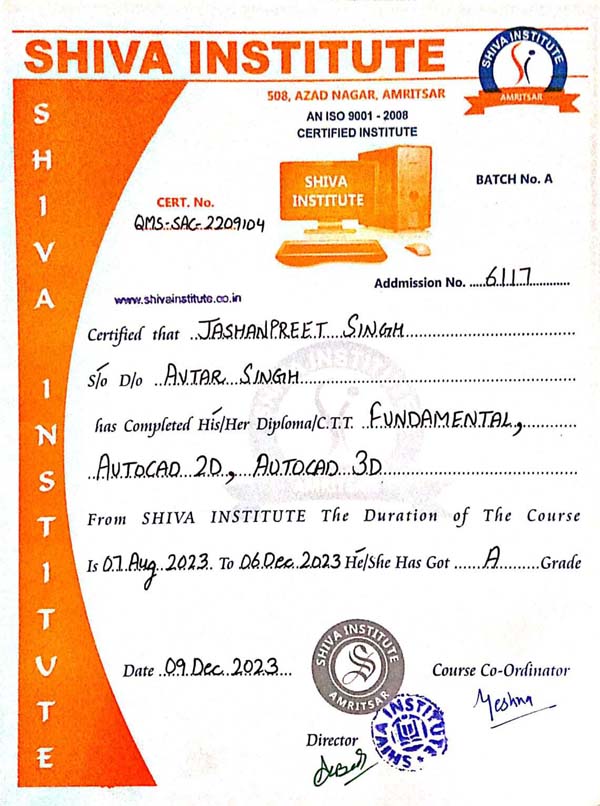 SHIVA INSTITUTE
SHIVA INSTITUTE
AMRITSAR
508, AZAD NAGAR, AMRITSAR
AN ISO 9001 - 2008
CERTIFIED INSTITUTE
SHIVA
INSTITUTE
BATCH No. A
CERT. No.
QMS-SAC-2209104
Addmission No. .....6117............
www.shivainstitute.co.in
Certified that ..JASHANPREET SINGH..............................
S/o D/o ..AVTAR SINGH..............................
has Completed His/Her Diploma/C.T.T. ..FUNDAMENTAL,............
..AUTOCAD 2D, AUTOCAD 3D..............................
From SHIVA INSTITUTE The Duration of The Course
Is 07.Aug 2023. To 06.Dec.2023 He/She Has Got ......A.........Grade
Date ..09.Dec.2023...
SHIVA INSTITUTE
AMRITSAR
Course Co-Ordinator
Yeshna
Director
SHIVA INSTITUTE
SHIVA INSTITUTE